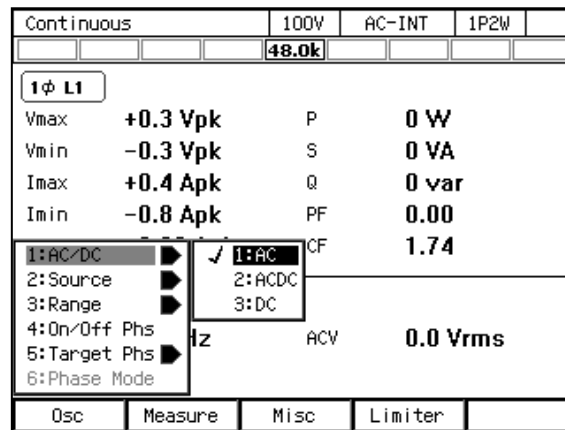 Continuous 100V AC-INT 1P2W
48.0k
1φ L1
Vmax +0.3 Vpk P 0 W
Vmin −0.3 Vpk S 0 VA
Imax +0.4 Apk Q 0 var
Imin −0.8 Apk PF 0.00
CF 1.74
1:AC/DC
2:Source
3:Range
4:On/Off Phs
5:Target Phs
6:Phase Mode
✓ 1:AC
2:ACDC
3:DC
Hz ACV 0.0 Vrms
Osc Measure Misc Limiter